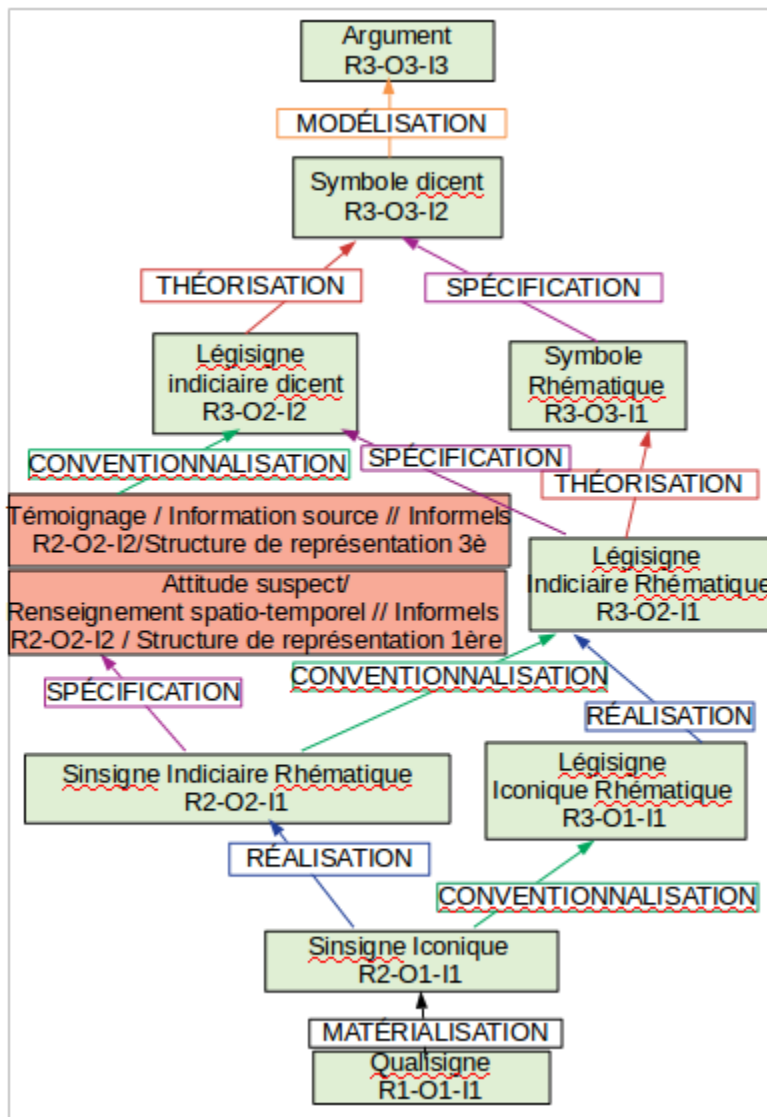 Argument
R3-O3-I3
MODÉLISATION
Symbole dicent
R3-O3-I2
THÉORISATION
SPÉCIFICATION
Légisigne
indiciaire dicent
R3-O2-I2
Symbole
Rhématique
R3-O3-I1
CONVENTIONNALISATION
SPÉCIFICATION
THÉORISATION
Témoignage / Information source // Informels
R2-O2-I2/Structure de représentation 3è
Légisigne
Indiciaire Rhématique
R3-O2-I1
Attitude suspect/
Renseignement spatio-temporel // Informels
R2-O2-I2 / Structure de représentation 1ère
SPÉCIFICATION
CONVENTIONNALISATION
RÉALISATION
Sinsigne Indiciaire Rhématique
R2-O2-I1
Légisigne
Iconique Rhématique
R3-O1-I1
RÉALISATION
CONVENTIONNALISATION
Sinsigne Iconique
R2-O1-I1
MATÉRIALISATION
Qualisigne
R1-O1-I1